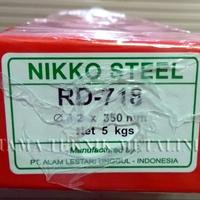 NIKKO STEEL
RD-718
Ø 3.2 x 350 mm
Net 5 kgs
Manufactured by:
PT. ALAM LESTARI UNGGUL - INDONESIA